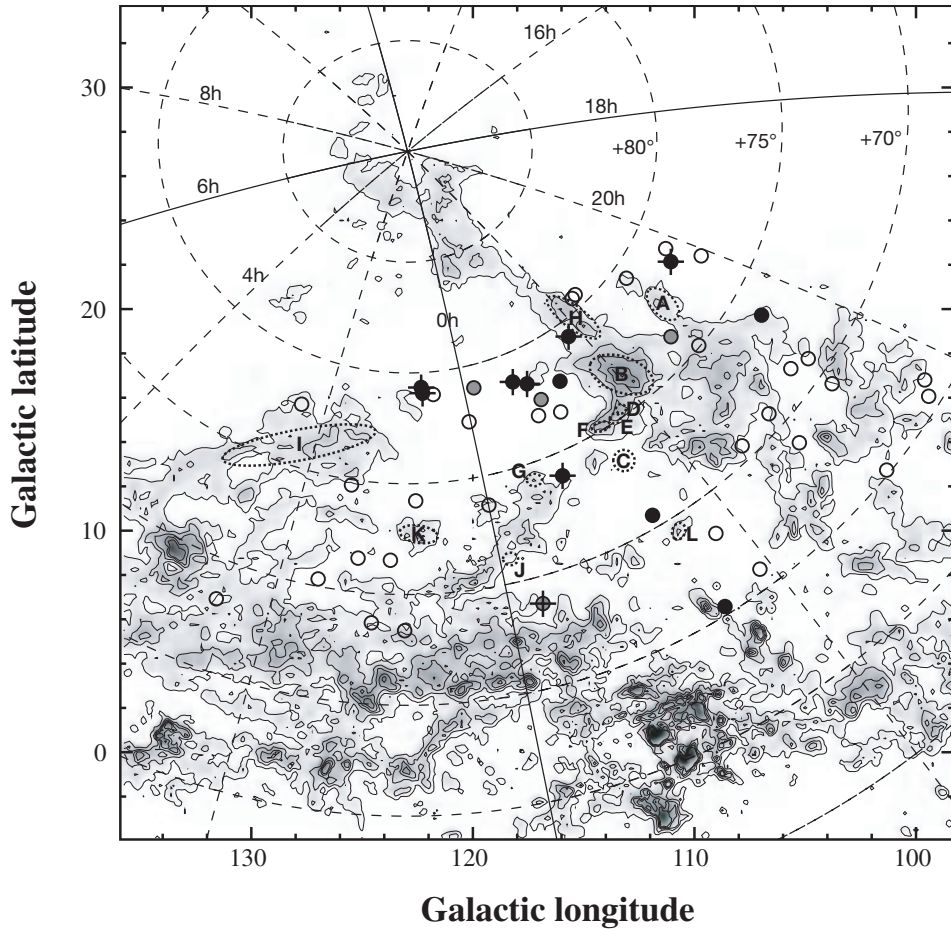 16h
30
8h
18h
+80°
+75°
+70°
6h
20h
4h
A
20
0h
H
B
D
F
E
I
C
G
10
K
L
J
0
130
120
110
100
Galactic latitude
Galactic longitude